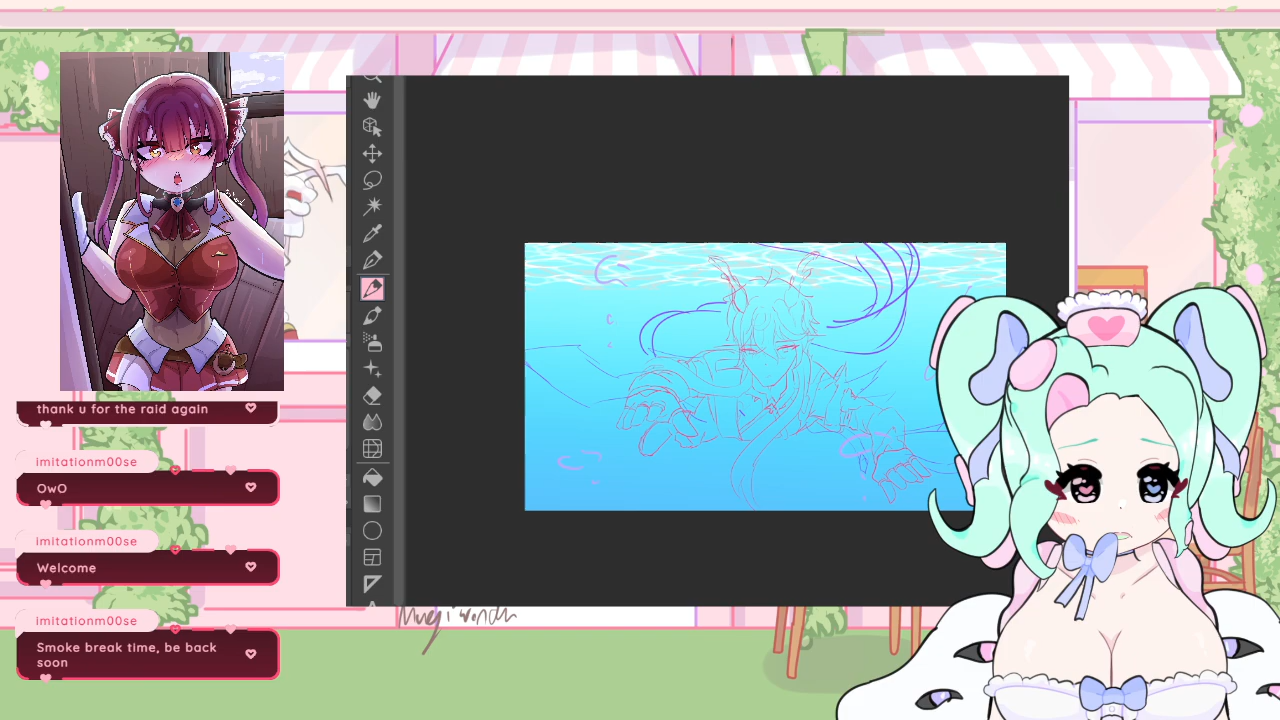 thank u for the raid again
imitationm00se
OwO
imitationm00se
Welcome
imitationm00se
Smoke break time, be back
soon